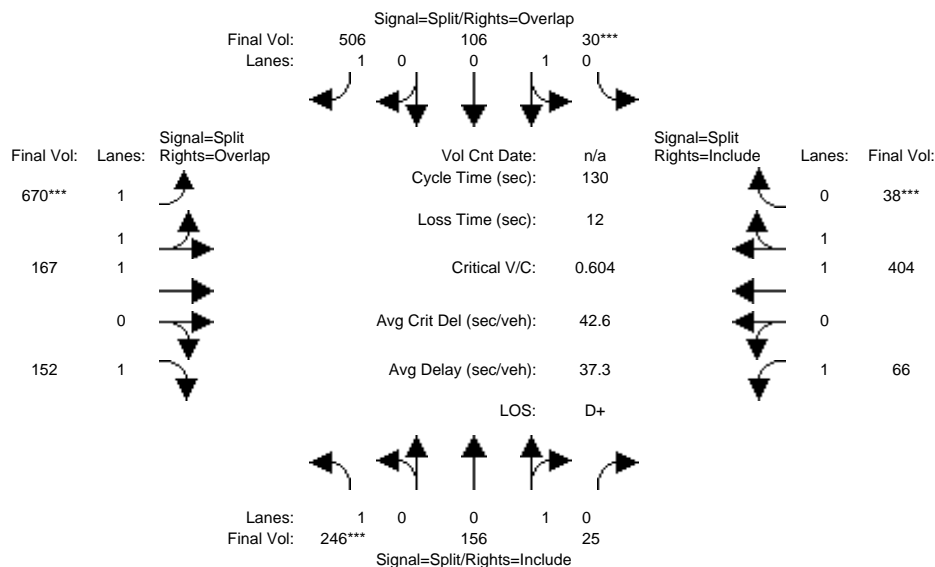 Signal=Split/Rights=Overlap
Final Vol: 506 106 30***
Lanes: 1 0 0 1 0
Signal=Split
Final Vol: Lanes: Rights=Overlap
Vol Cnt Date: n/a
Signal=Split
Rights=Include Lanes: Final Vol:
Cycle Time (sec): 130
670*** 1
0 38***
Loss Time (sec): 12
1
1
167 1
Critical V/C: 0.604
1 404
0
Avg Crit Del (sec/veh): 42.6
0
152 1
Avg Delay (sec/veh): 37.3
1 66
LOS: D+
Lanes: 1 0 0 1 0
Final Vol: 246*** 156 25
Signal=Split/Rights=Include